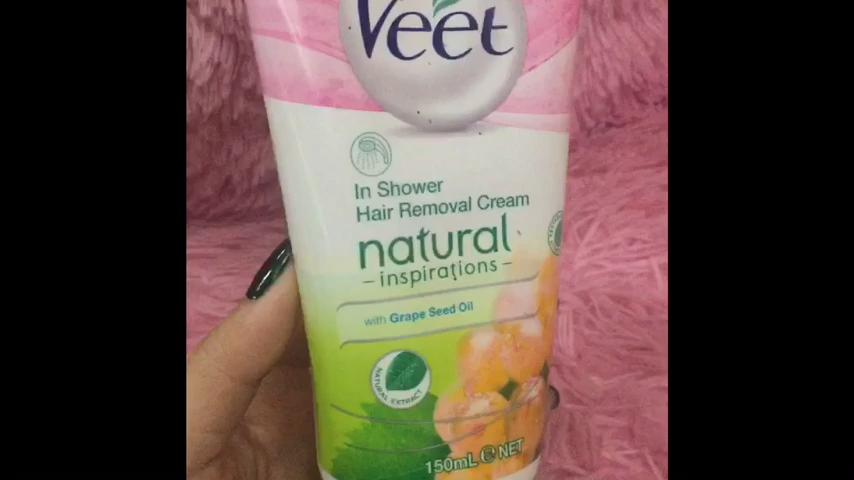 Veet
In Shower
Hair Removal Cream
natural
– inspirations –
with Grape Seed Oil
NATURAL EXTRACT
150mL ℮ NET